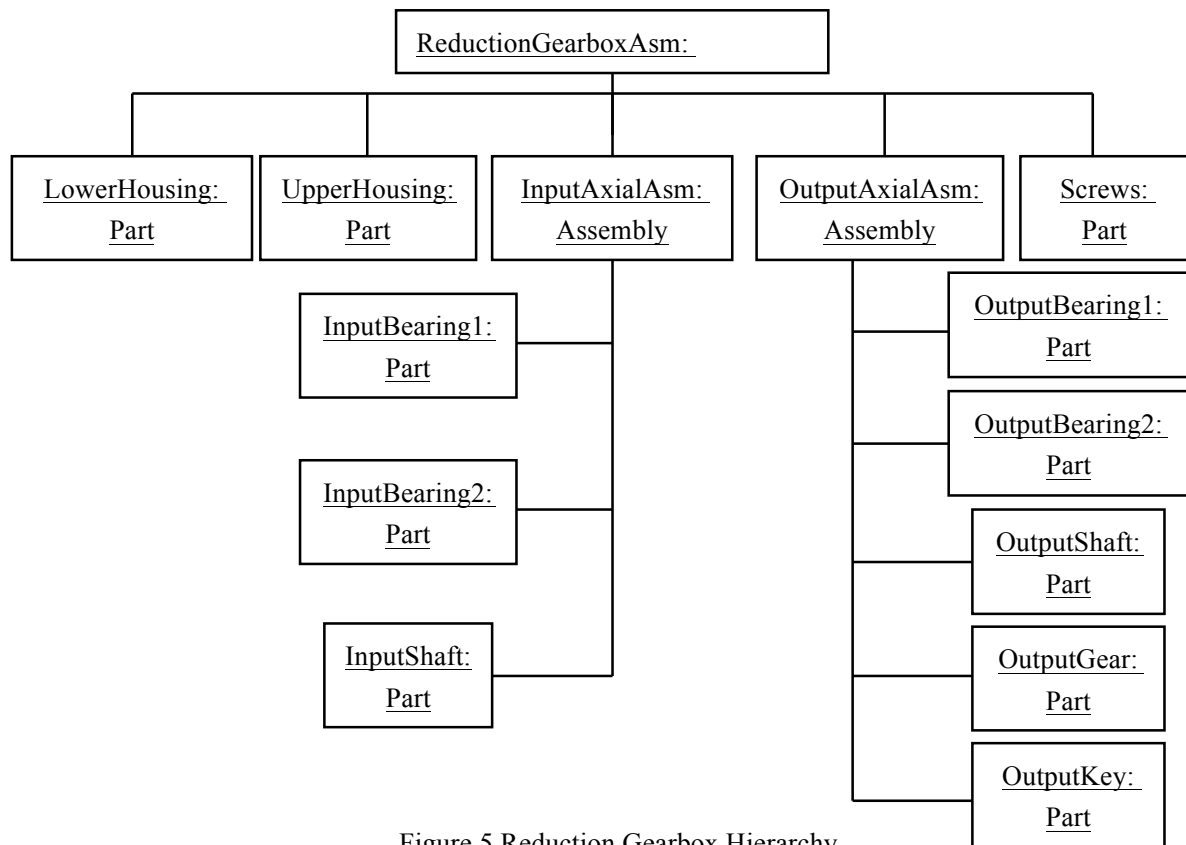 ReductionGearboxAsm:
LowerHousing:
Part
UpperHousing:
Part
InputAxialAsm:
Assembly
OutputAxialAsm:
Assembly
Screws:
Part
InputBearing1:
Part
InputBearing2:
Part
InputShaft:
Part
OutputBearing1:
Part
OutputBearing2:
Part
OutputShaft:
Part
OutputGear:
Part
OutputKey:
Part
Figure 5 Reduction Gearbox Hierarchy